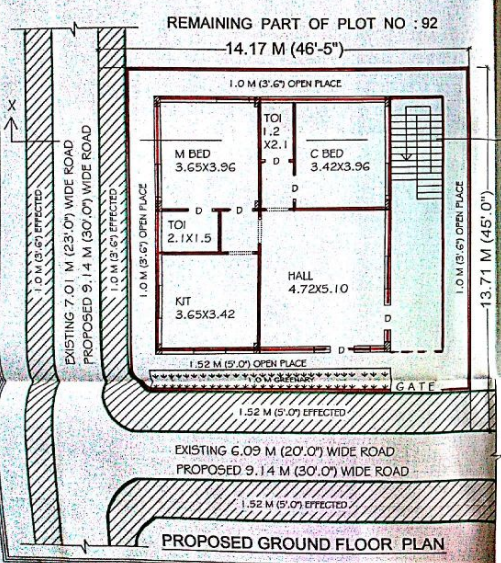 REMAINING PART OF PLOT NO : 92
14.17 M (46'-5")
1.0 M (3'.6") OPEN PLACE
X
M BED
3.65X3.96
TOI
1.2
X2.1
C BED
3.42X3.96
D
D
D
D
TOI
2.1X1.5
HALL
4.72X5.10
KIT
3.65X3.42
D
D
1.0 M (3'.6") EFFECTED
EXISTING 7.01 M (23'.0") WIDE ROAD
PROPOSED 9.14 M (30'.0") WIDE ROAD
1.0 M (3'.6") EFFECTED
1.0 M (3'.6") OPEN PLACE
1.0 M (3'.6") OPEN PLACE
13.71 M (45'.0")
1.52 M (5'.0") OPEN PLACE
1.0 M GREENARY
GATE
1.52 M (5'.0") EFFECTED
EXISTING 6.09 M (20'.0") WIDE ROAD
PROPOSED 9.14 M (30'.0") WIDE ROAD
1.52 M (5'.0") EFFECTED
PROPOSED GROUND FLOOR PLAN